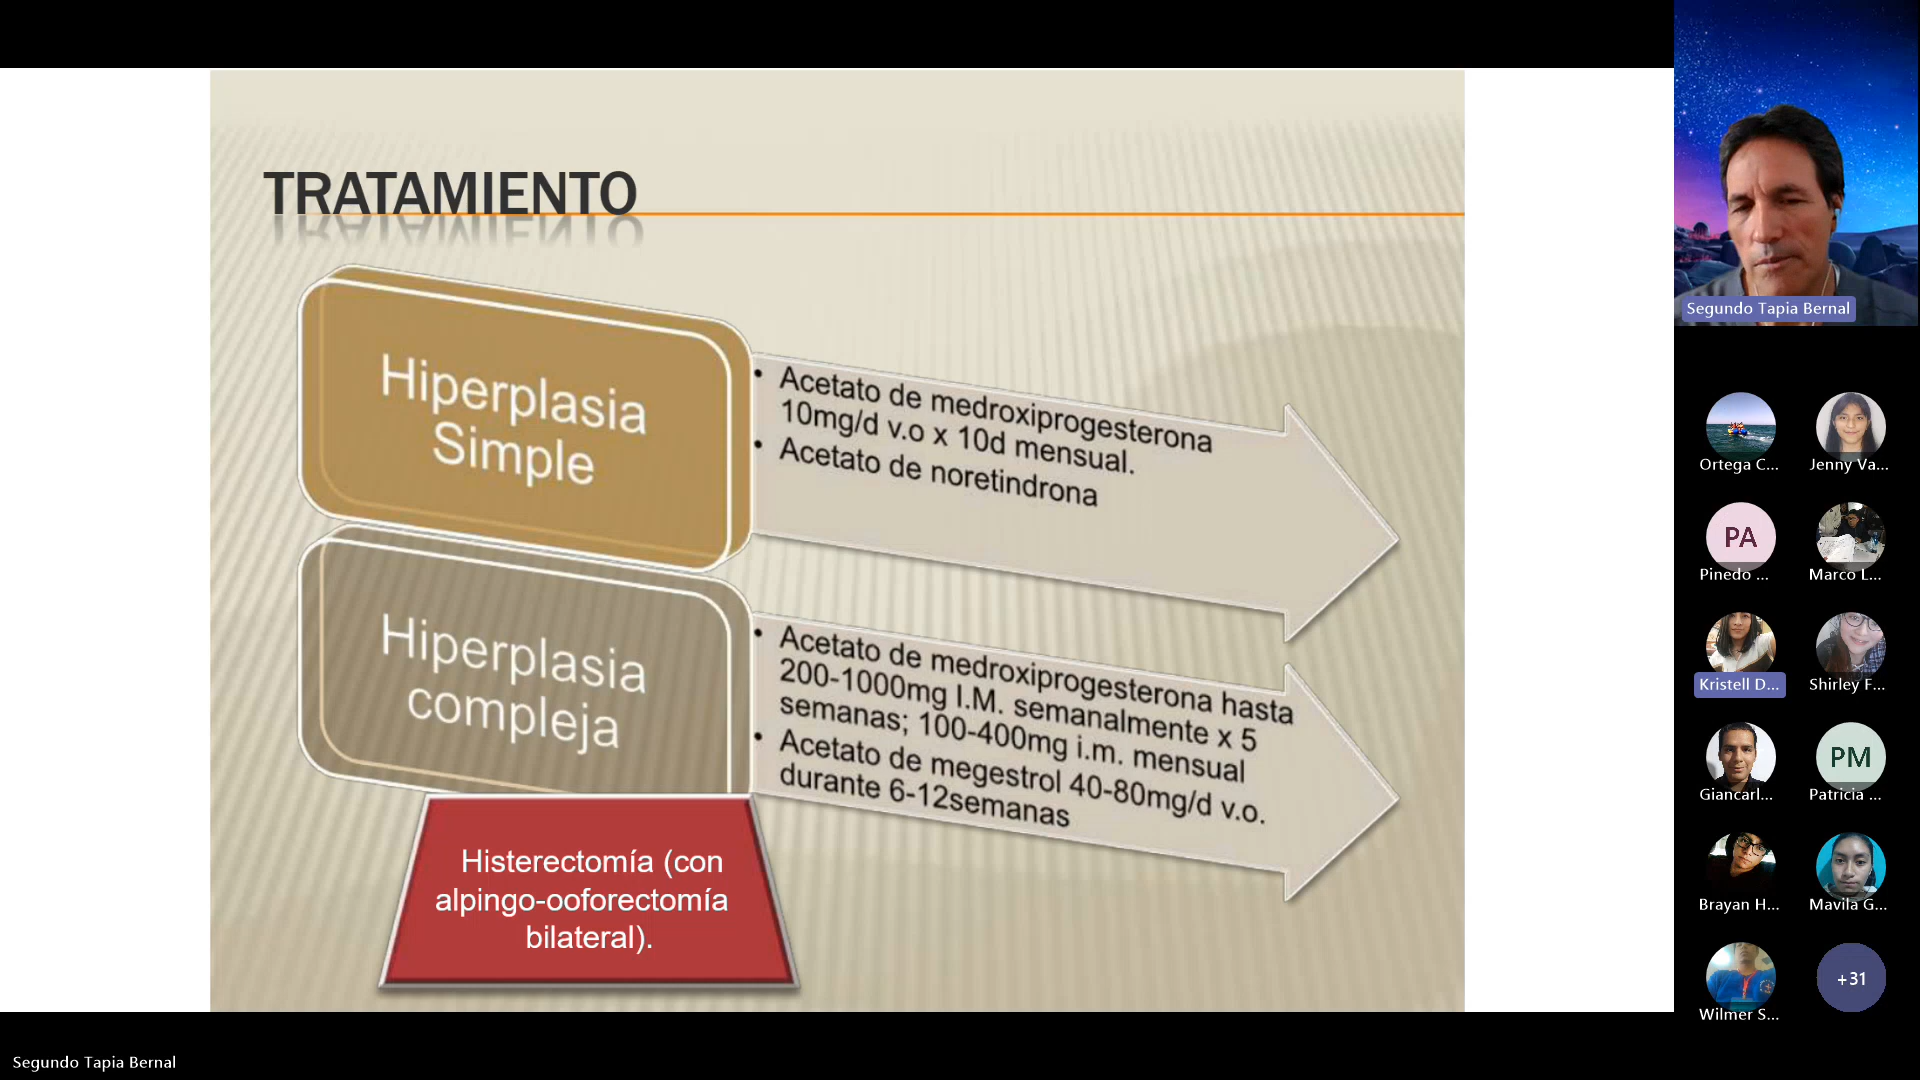 TRATAMIENTO
Hiperplasia
Simple
• Acetato de medroxiprogesterona
10mg/d v.o x 10d mensual.
• Acetato de noretindrona
Hiperplasia
compleja
• Acetato de medroxiprogesterona hasta
200-1000mg I.M. semanalmente x 5
semanas; 100-400mg i.m. mensual
• Acetato de megestrol 40-80mg/d v.o.
durante 6-12semanas
Histerectomía (con
alpingo-ooforectomía
bilateral).
Segundo Tapia Bernal
Ortega C...
Jenny Va...
PA
Pinedo ...
Marco L...
Kristell D...
Shirley F...
Giancarl...
PM
Patricia ...
Brayan H...
Mavila G...
Wilmer S...
+31
Segundo Tapia Bernal